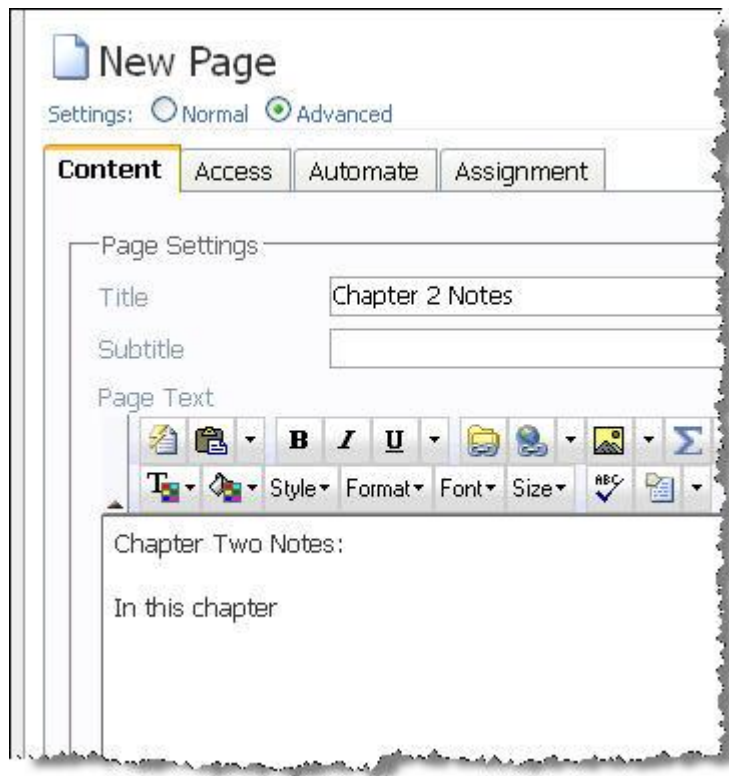 New Page
Settings: Normal Advanced
Content Access Automate Assignment
Page Settings
Title Chapter 2 Notes
Subtitle
Page Text
B I U Σ
T Style Format Font Size ABC
Chapter Two Notes:
In this chapter